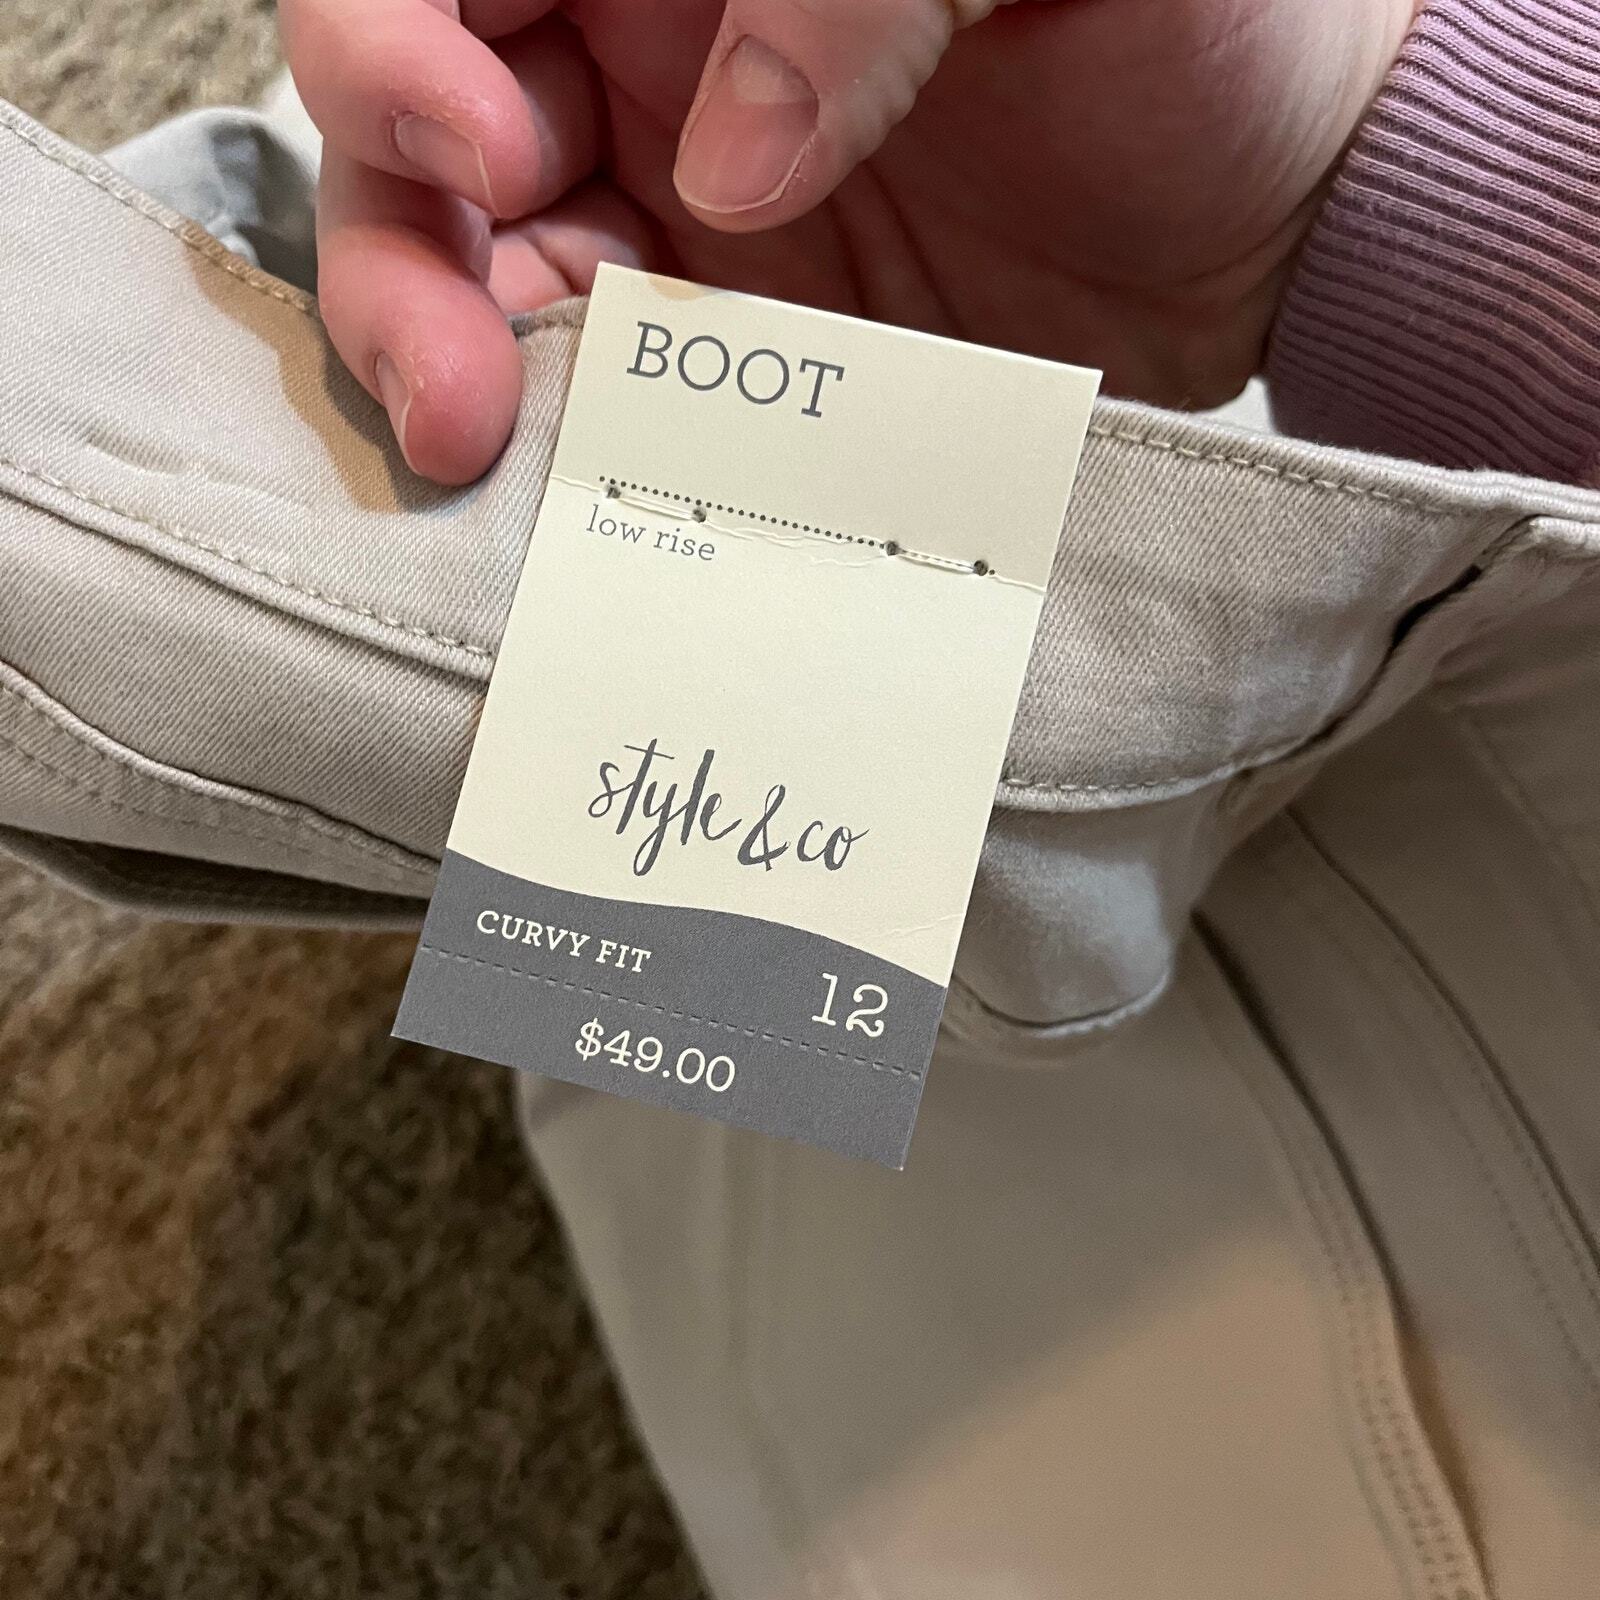 BOOT
low rise
style & co
CURVY FIT
12
$49.00